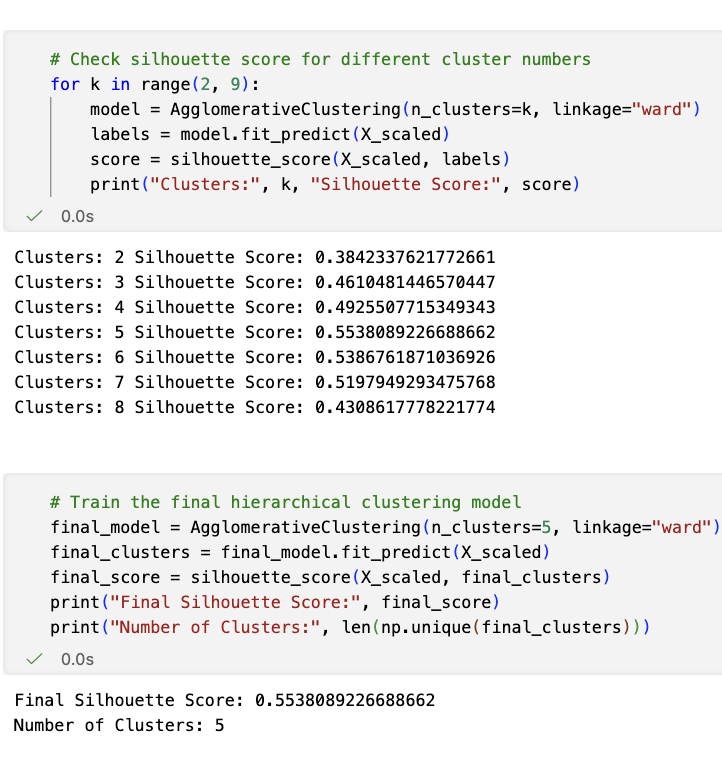 # Check silhouette score for different cluster numbers
for k in range(2, 9):
    model = AgglomerativeClustering(n_clusters=k, linkage="ward")
    labels = model.fit_predict(X_scaled)
    score = silhouette_score(X_scaled, labels)
    print("Clusters:", k, "Silhouette Score:", score)
0.0s
Clusters: 2 Silhouette Score: 0.3842337621772661
Clusters: 3 Silhouette Score: 0.4610481446570447
Clusters: 4 Silhouette Score: 0.4925507715349343
Clusters: 5 Silhouette Score: 0.5538089226688662
Clusters: 6 Silhouette Score: 0.5386761871036926
Clusters: 7 Silhouette Score: 0.5197949293475768
Clusters: 8 Silhouette Score: 0.4308617778221774
# Train the final hierarchical clustering model
final_model = AgglomerativeClustering(n_clusters=5, linkage="ward")
final_clusters = final_model.fit_predict(X_scaled)
final_score = silhouette_score(X_scaled, final_clusters)
print("Final Silhouette Score:", final_score)
print("Number of Clusters:", len(np.unique(final_clusters)))
0.0s
Final Silhouette Score: 0.5538089226688662
Number of Clusters: 5